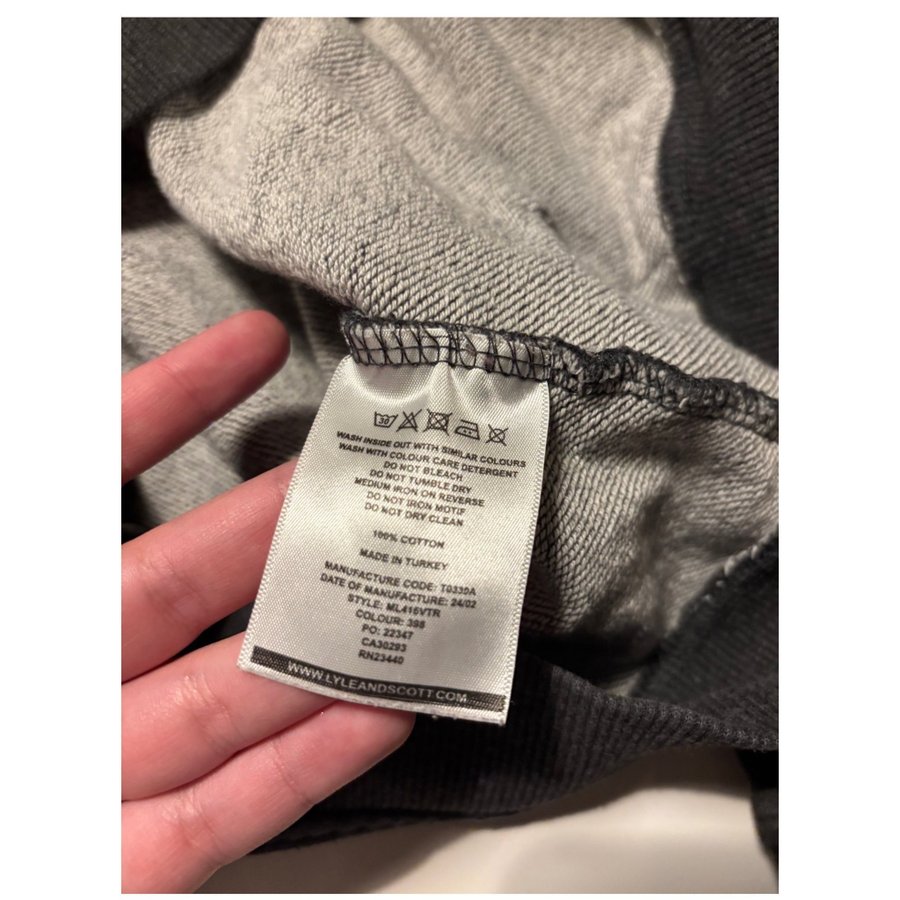 30
WASH INSIDE OUT WITH SIMILAR COLOURS
WASH WITH COLOUR CARE DETERGENT
DO NOT BLEACH
DO NOT TUMBLE DRY
MEDIUM IRON ON REVERSE
DO NOT IRON MOTIF
DO NOT DRY CLEAN
100% COTTON
MADE IN TURKEY
MANUFACTURE CODE: T0330A
DATE OF MANUFACTURE: 24/02
STYLE: ML416VTR
COLOUR: 398
PO: 22347
CA30293
RN23440
WWW.LYLEANDSCOTT.COM